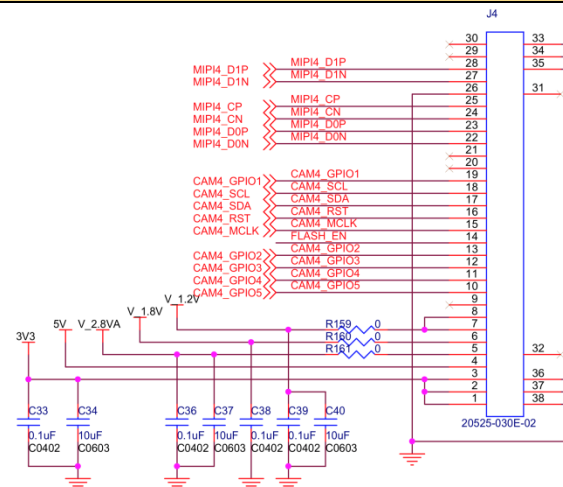 J4
30 33
29 34
MIPI4_D1P MIPI4_D1P 28 35
MIPI4_D1N MIPI4_D1N 27
26 31
MIPI4_CP MIPI4_CP 25
MIPI4_CN MIPI4_CN 24
MIPI4_D0P MIPI4_D0P 23
MIPI4_D0N MIPI4_D0N 22
21
20
CAM4_GPIO1 CAM4_GPIO1 19
CAM4_SCL CAM4_SCL 18
CAM4_SDA CAM4_SDA 17
CAM4_RST CAM4_RST 16
CAM4_MCLK CAM4_MCLK 15
FLASH_EN 14
CAM4_GPIO2 CAM4_GPIO2 13
CAM4_GPIO3 CAM4_GPIO3 12
CAM4_GPIO4 CAM4_GPIO4 11
CAM4_GPIO5 CAM4_GPIO5 10
V_1.2V 9
V_1.8V 8
3V3 5V V_2.8VA R159 0 7
R160 0 6
R161 0 5 32
4
3 36
2 37
1 38
C33 C34 C36 C37 C38 C39 C40
20525-030E-02
0.1uF 10uF 0.1uF 10uF 0.1uF 0.1uF 10uF
C0402 C0603 C0402 C0603 C0402 C0402 C0603